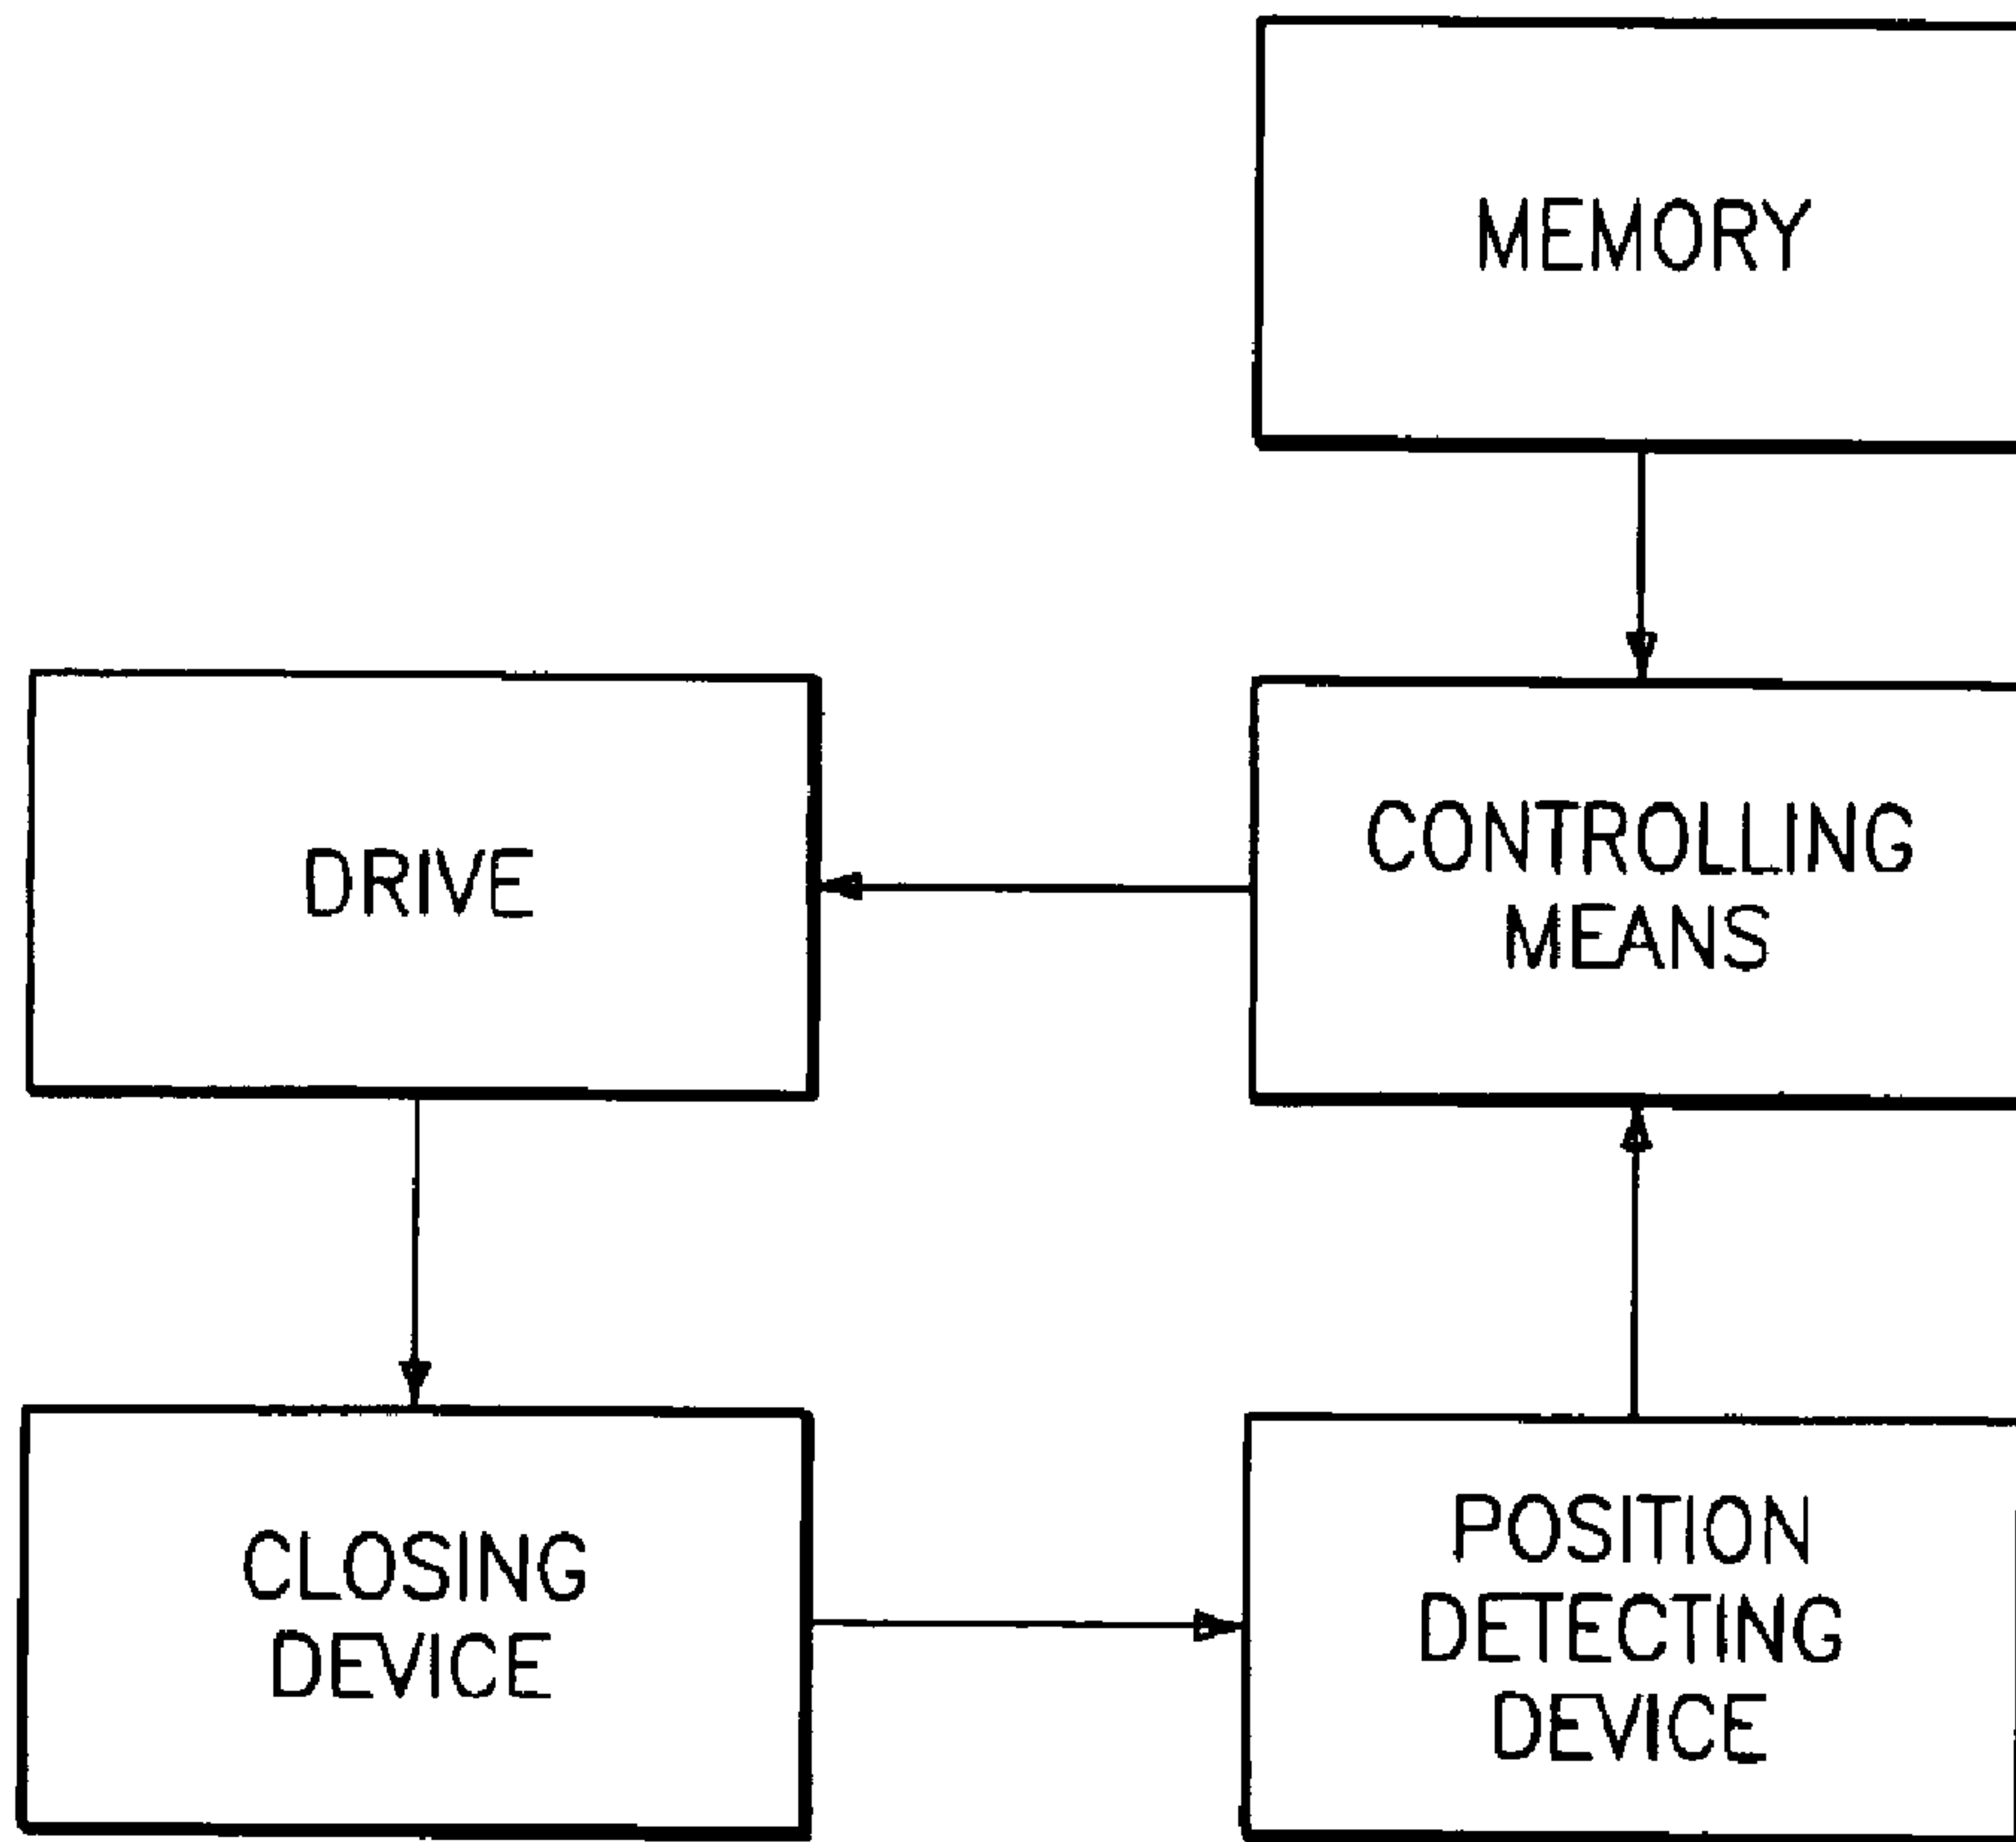 MEMORY
DRIVE
CONTROLLING
MEANS
CLOSING
DEVICE
POSITION
DETECTING
DEVICE